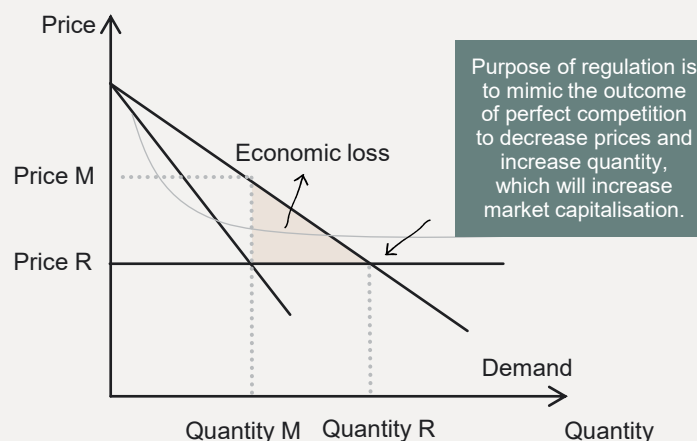 Price
Purpose of regulation is
to mimic the outcome
of perfect competition
to decrease prices and
increase quantity,
which will increase
market capitalisation.
Economic loss
Price M
Price R
Demand
Quantity M
Quantity R
Quantity